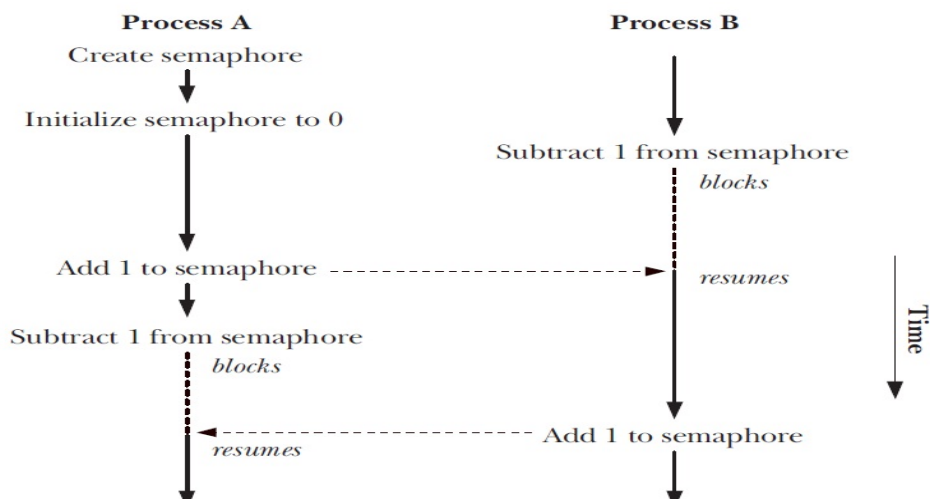 Process A
Create semaphore
Initialize semaphore to 0
Add 1 to semaphore
Subtract 1 from semaphore
blocks
resumes
Process B
Subtract 1 from semaphore
blocks
resumes
Add 1 to semaphore
Time